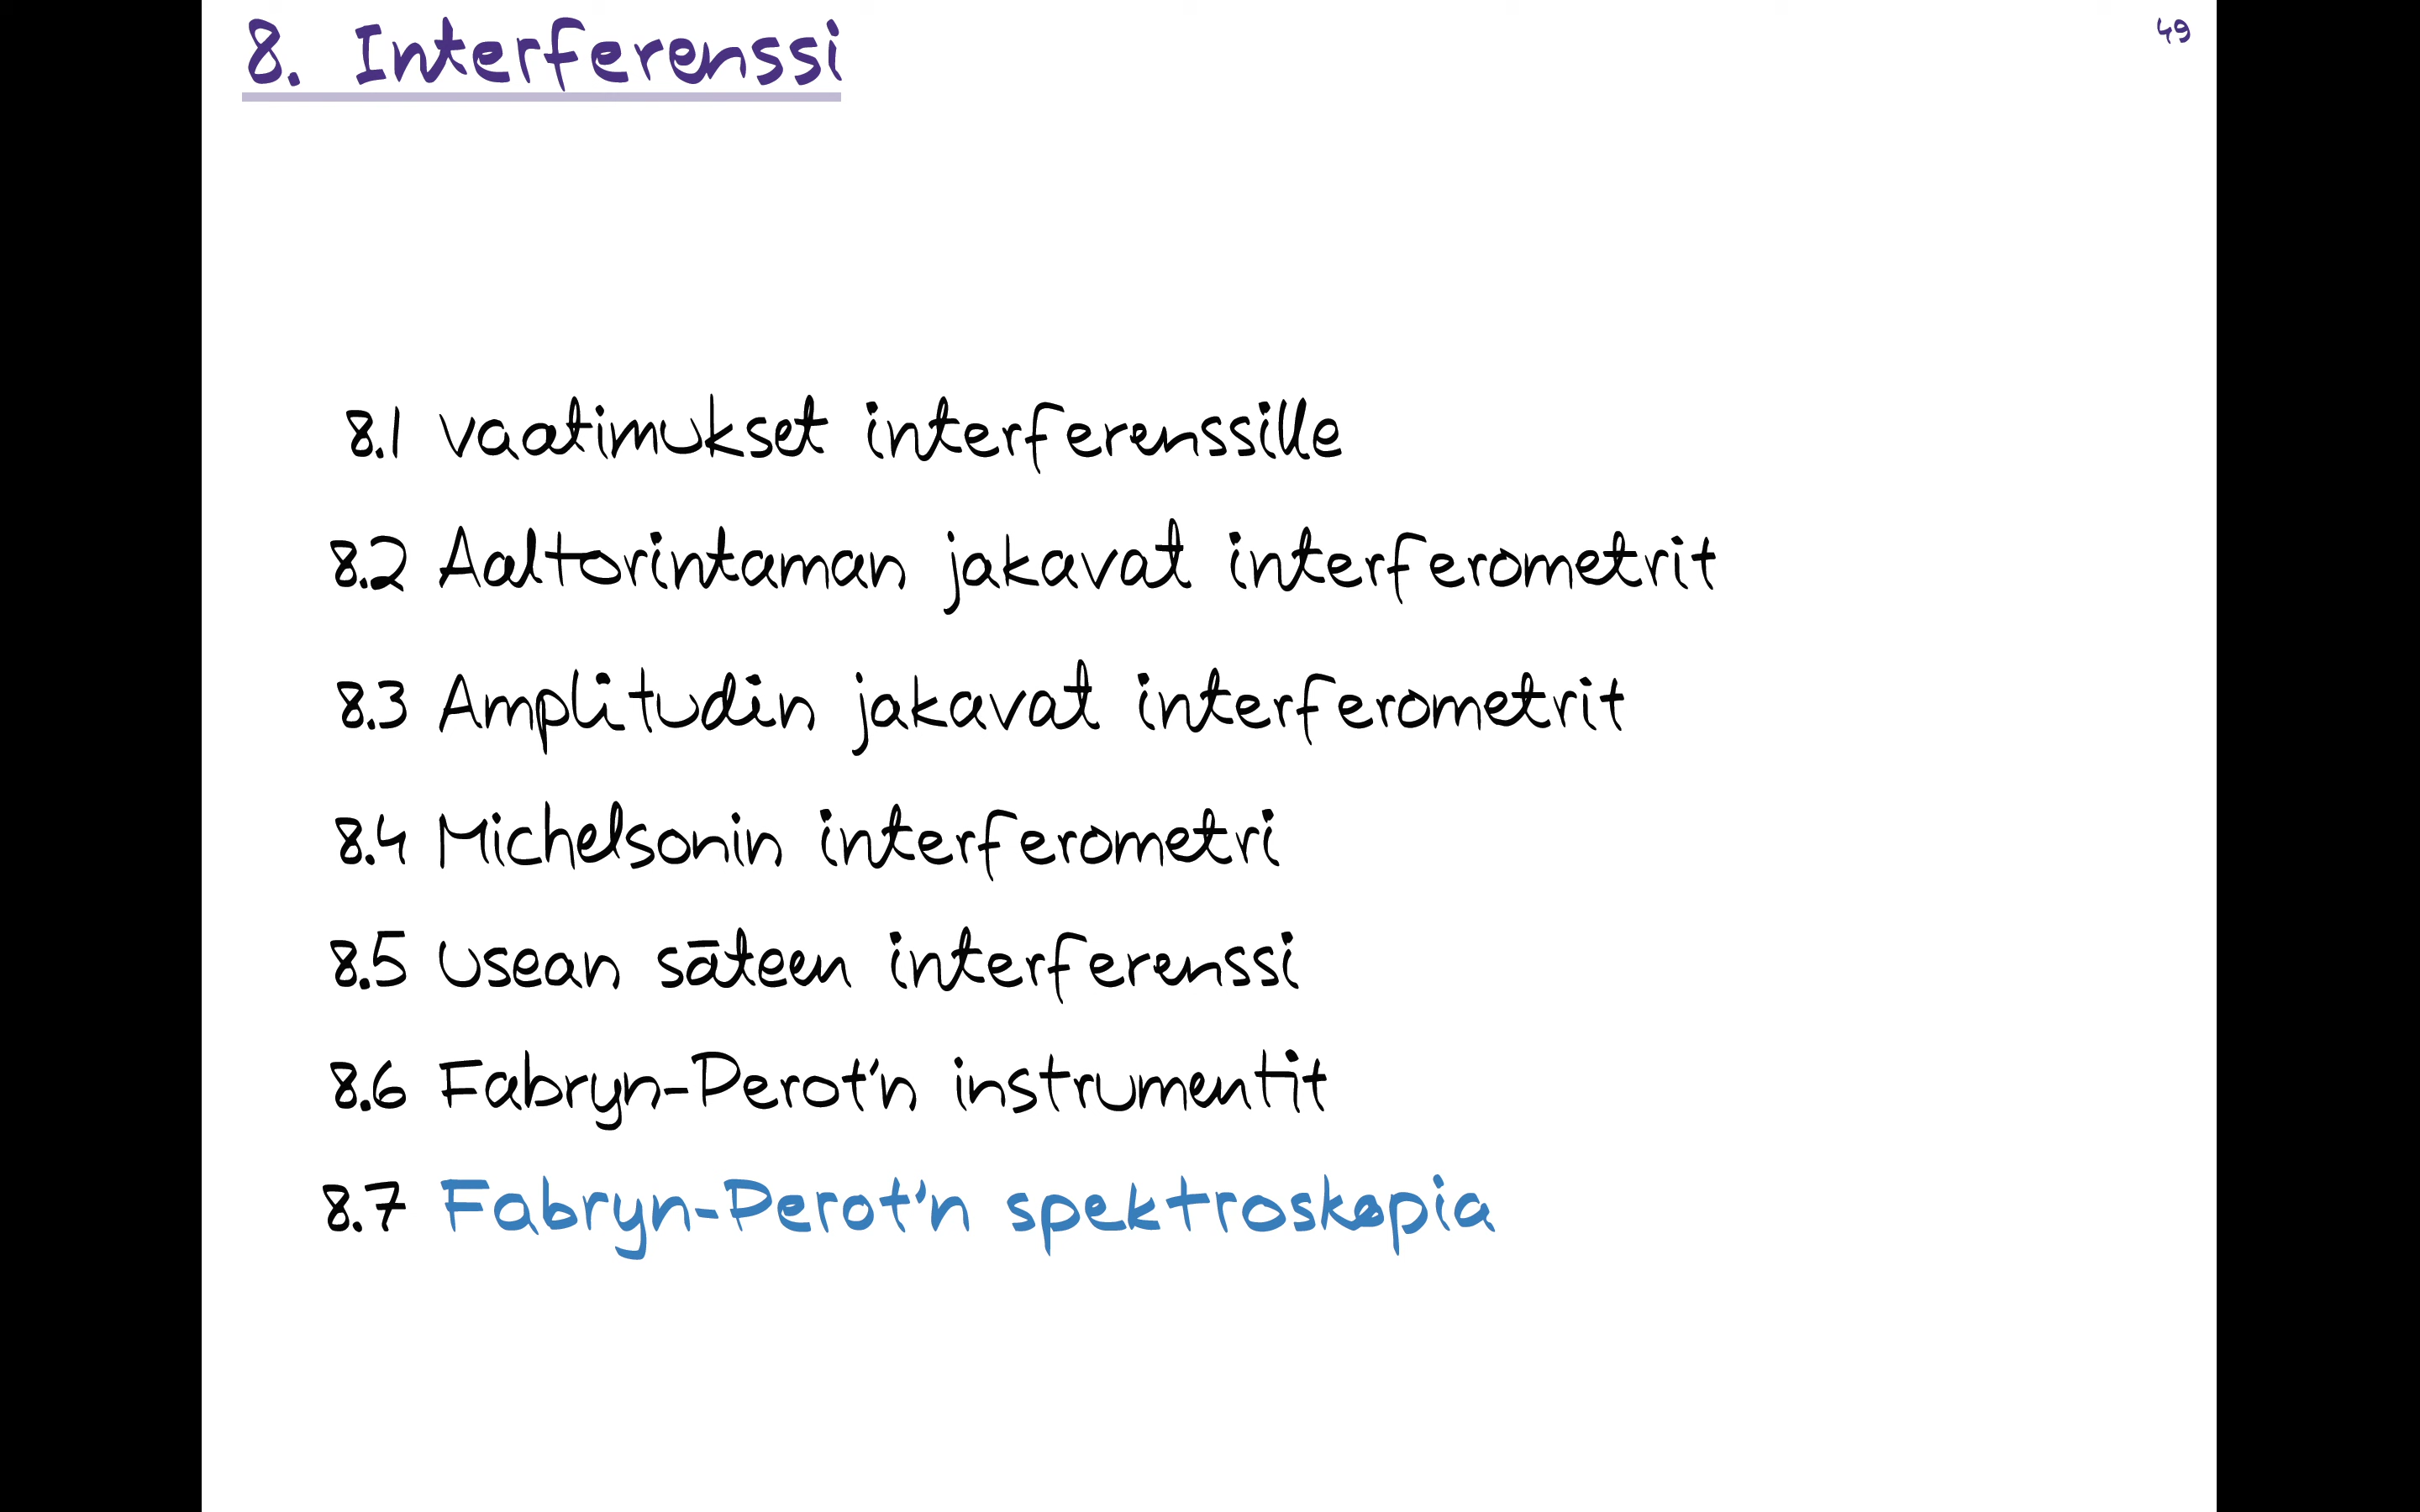 8. Interferenssi
49
8.1 Vaatimukset interferenssille
8.2 Aaltorintaman jakavat interferometrit
8.3 Amplitudin jakavat interferometrit
8.4 Michelsonin interferometri
8.5 Usean säteen interferenssi
8.6 Fabryn-Perot'n instrumentit
8.7 Fabryn-Perot'n spektroskopia